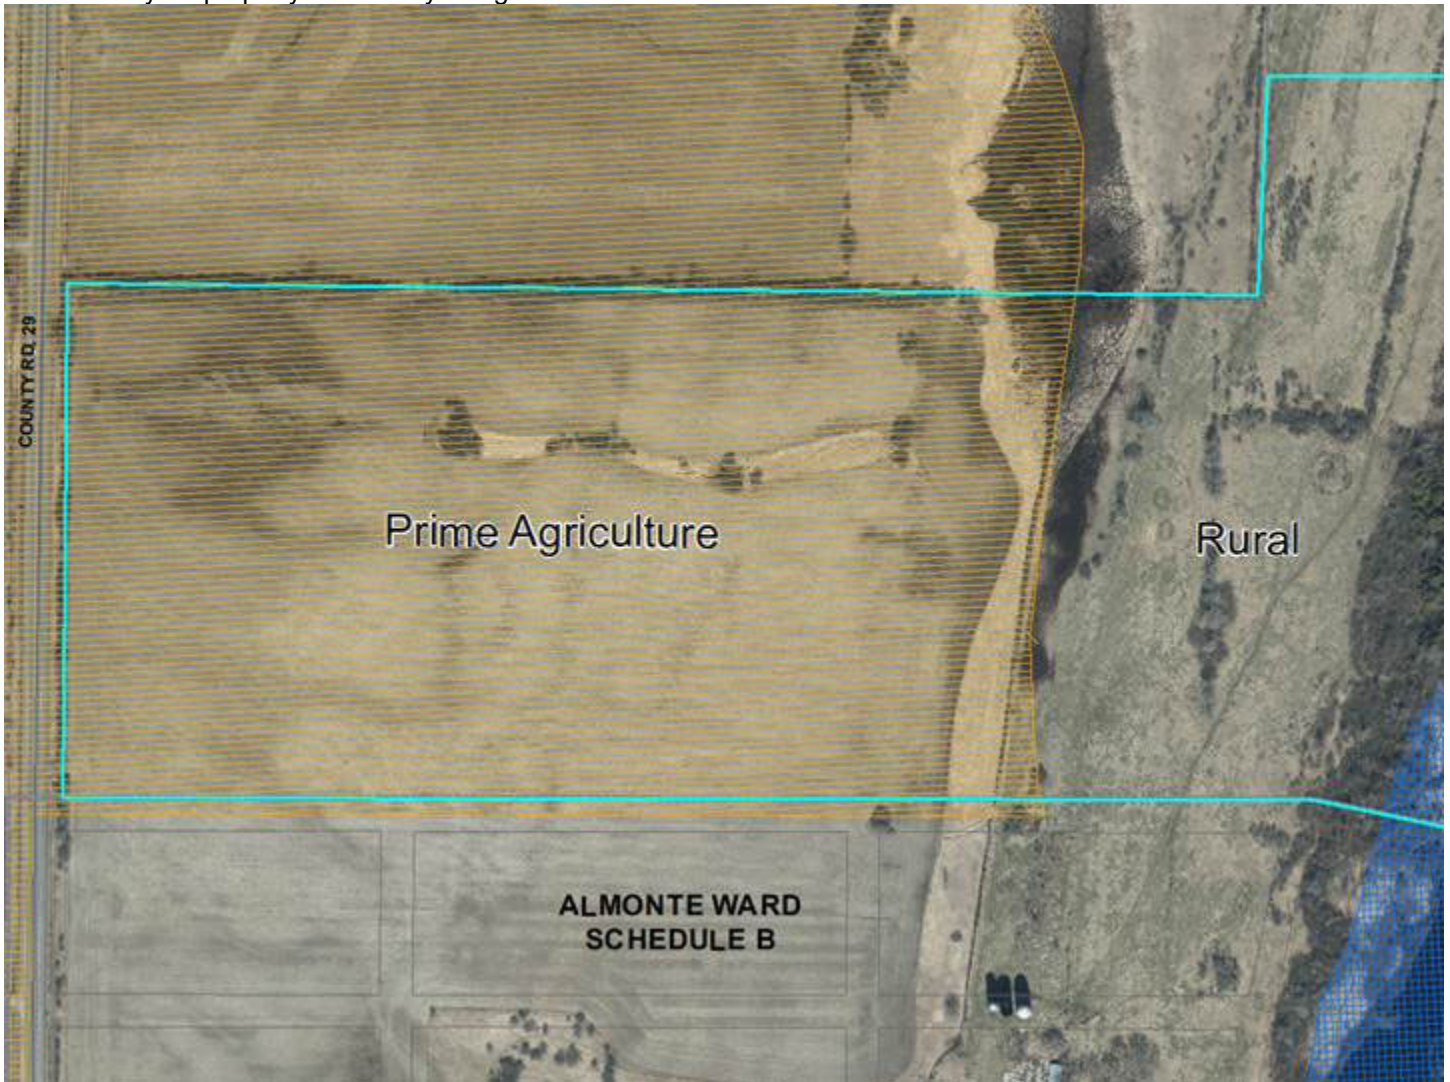 COUNTY RD. 29
Prime Agriculture
Rural
ALMONTE WARD
SCHEDULE B